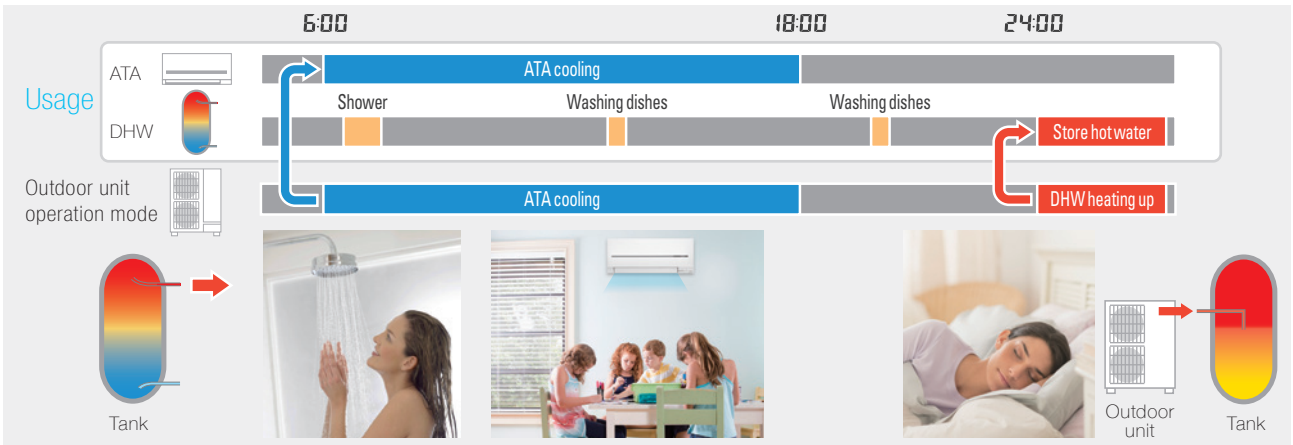 6:00
18:00
24:00
Usage
ATA
ATA cooling
Shower
Washing dishes
Washing dishes
DHW
Store hot water
Outdoor unit
operation mode
ATA cooling
DHW heating up
Tank
Outdoor
unit
Tank